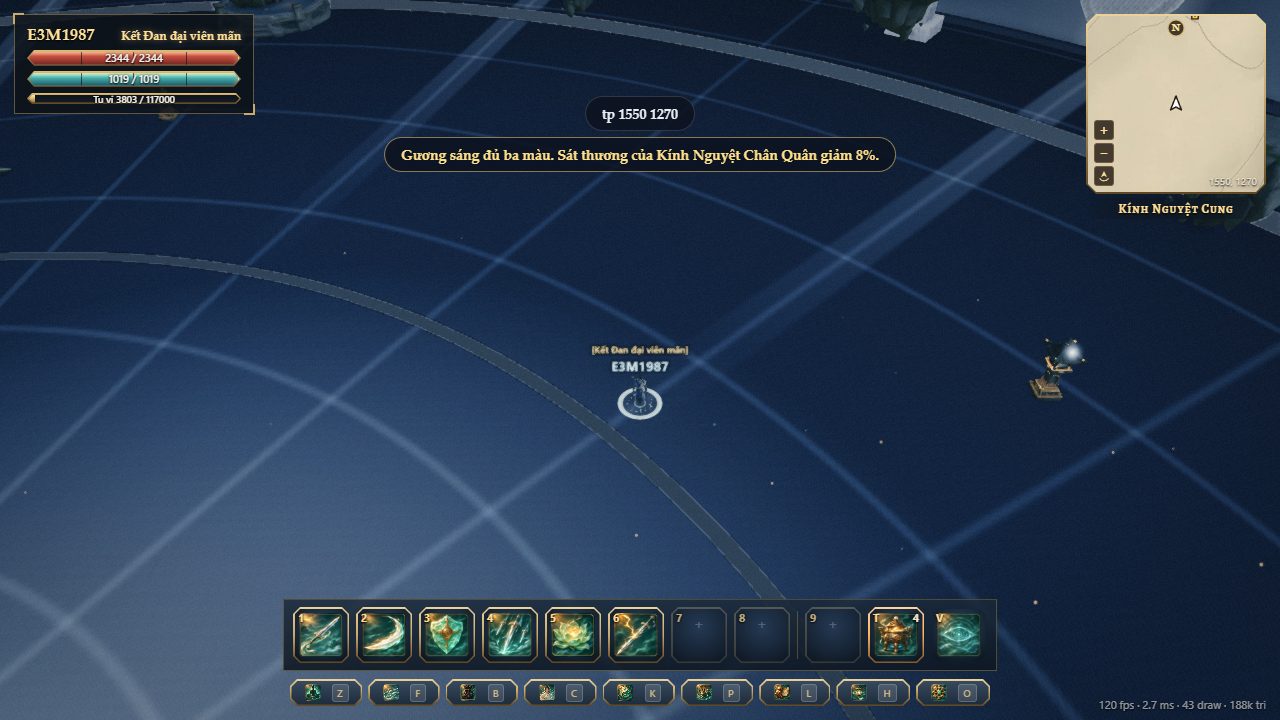 E3M1987
Kết Đan đại viên mãn
2344 / 2344
1019 / 1019
Tu vi 3803 / 117000
tp 1550 1270
Gương sáng đủ ba màu. Sát thương của Kính Nguyệt Chân Quân giảm 8%.
N
+
−
1550, 1270
Kính Nguyệt Cung
[Kết Đan đại viên mãn]
E3M1987
1 2 3 4 5 6 7 8 9 T 4 V
+ + +
Z F B C K P L H O
120 fps · 2.7 ms · 43 draw · 188k tri